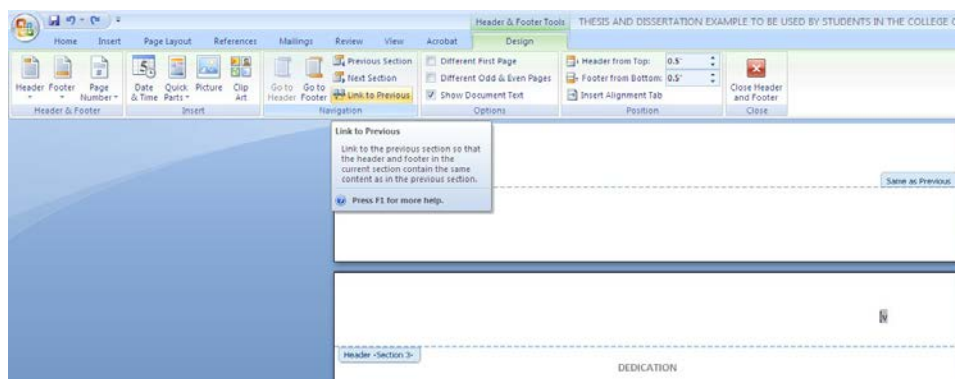 Header & Footer Tools THESIS AND DISSERTATION EXAMPLE TO BE USED BY STUDENTS IN THE COLLEGE
Home Insert Page Layout References Mailings Review View Acrobat Design
Header Footer Page Number
Date & Time Quick Parts Picture Clip Art
Go to Header Go to Footer
Previous Section
Next Section
Link to Previous
Different First Page
Different Odd & Even Pages
Show Document Text
Header from Top: 0.5"
Footer from Bottom: 0.5"
Insert Alignment Tab
Close Header and Footer
Header & Footer Insert Navigation Options Position Close
Link to Previous
Link to the previous section so that
the header and footer in the
current section contain the same
content as in the previous section.
Press F1 for more help.
Same as Previous
Header -Section 3-
DEDICATION